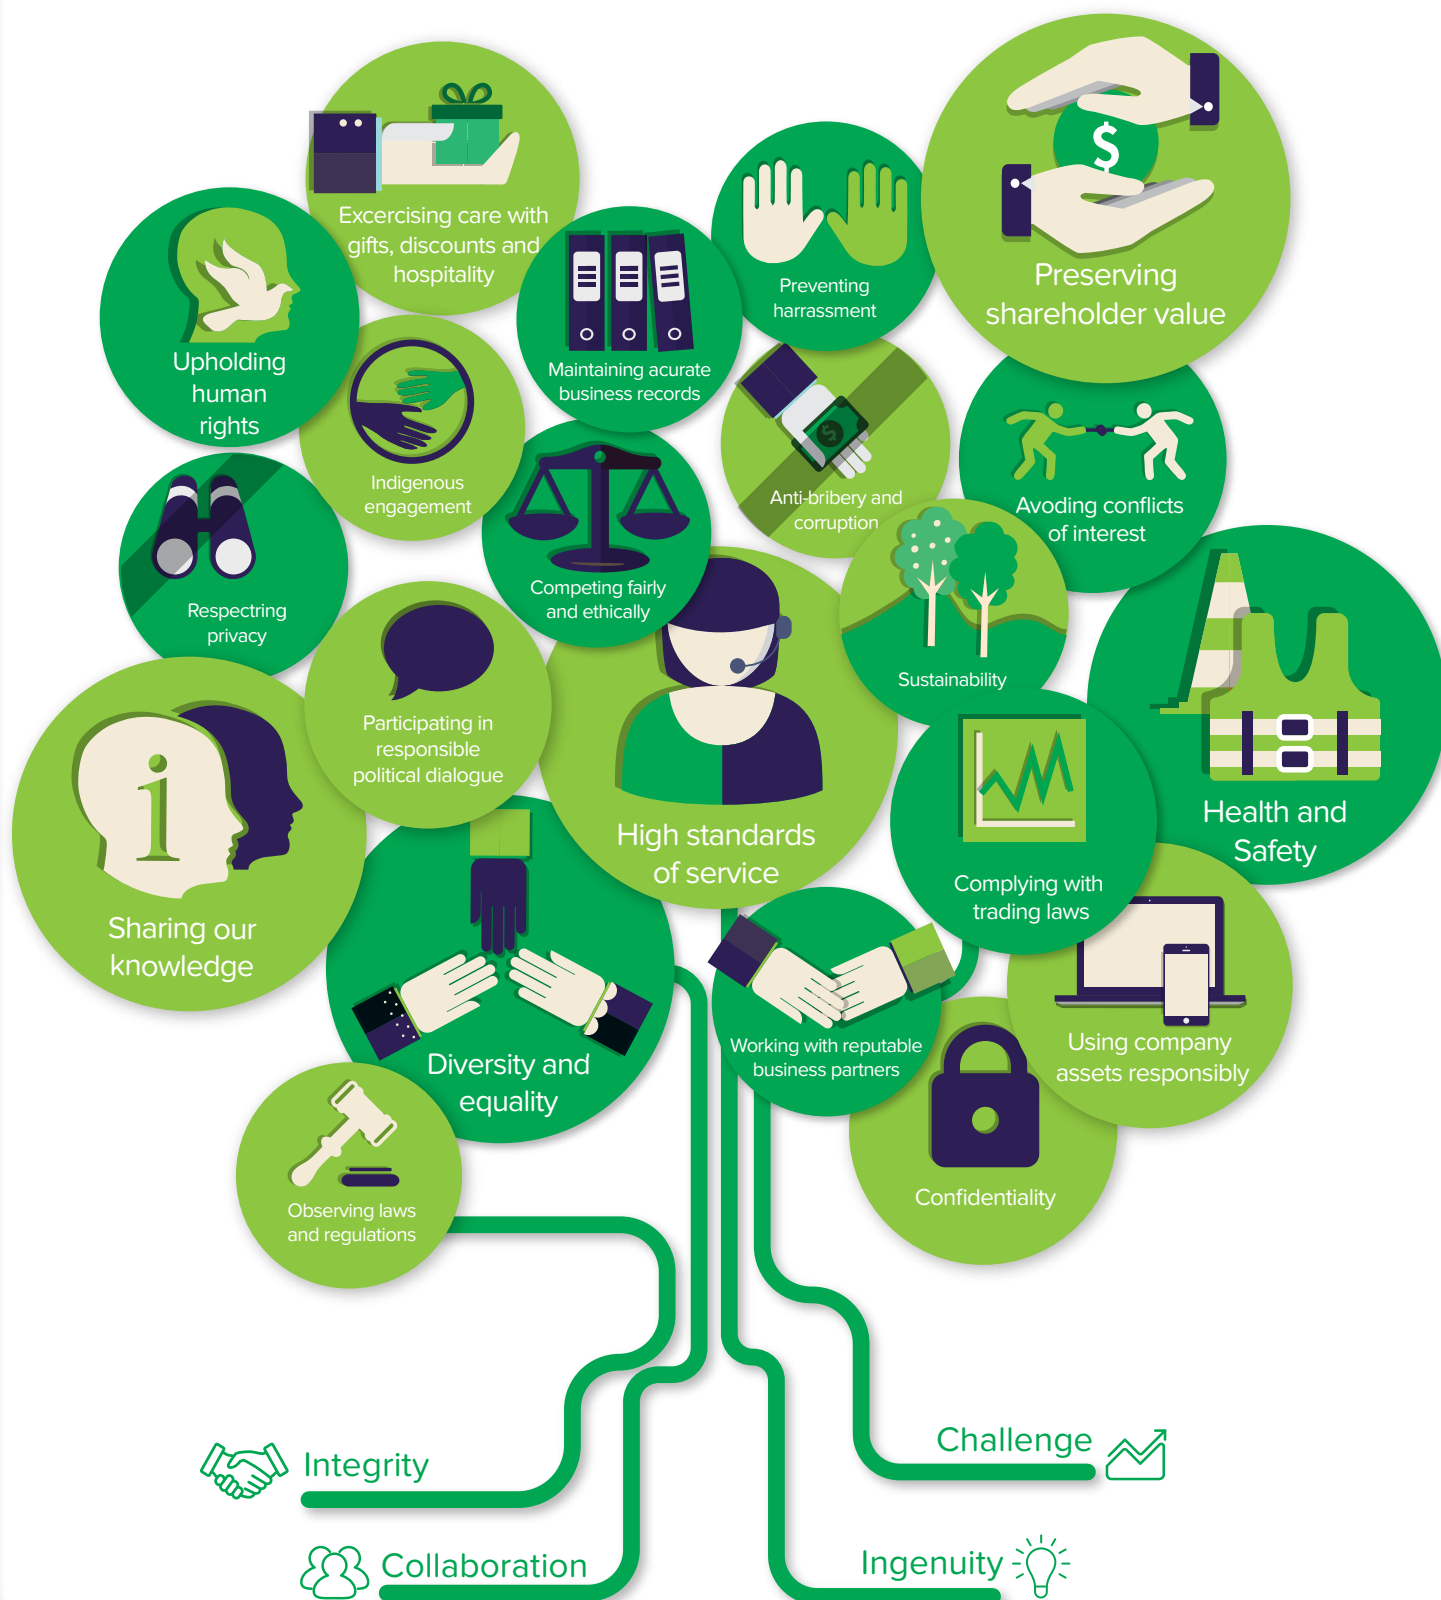 Excercising care with
gifts, discounts and
hospitality
$
Preserving
shareholder value
Preventing
harrassment
Upholding
human
rights
Maintaining acurate
business records
Indigenous
engagement
$
Anti-bribery and
corruption
Avoding conflicts
of interest
Respectring
privacy
Competing fairly
and ethically
Sustainability
Participating in
responsible
political dialogue
Health and
Safety
i
Sharing our
knowledge
High standards
of service
Complying with
trading laws
Diversity and
equality
Working with reputable
business partners
Using company
assets responsibly
Observing laws
and regulations
Confidentiality
Integrity
Challenge
Collaboration
Ingenuity